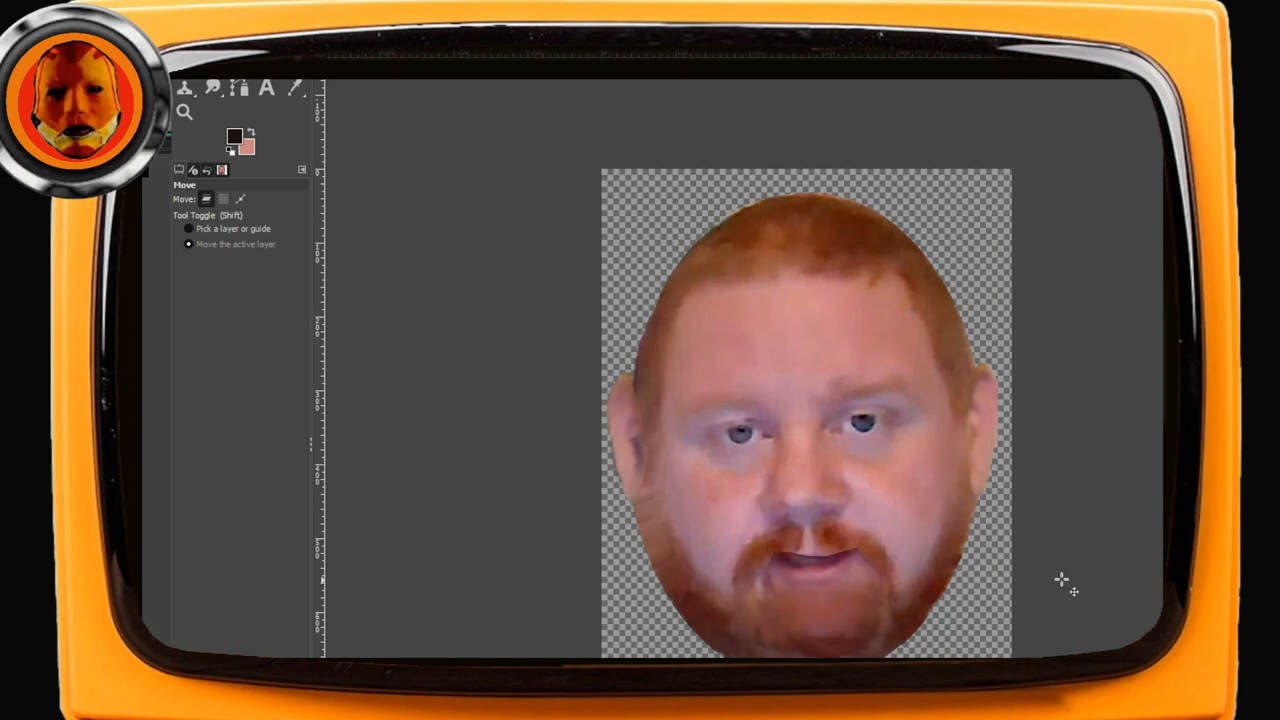 Move
Move:
Tool Toggle (Shift)
Pick a layer or guide
Move the active layer